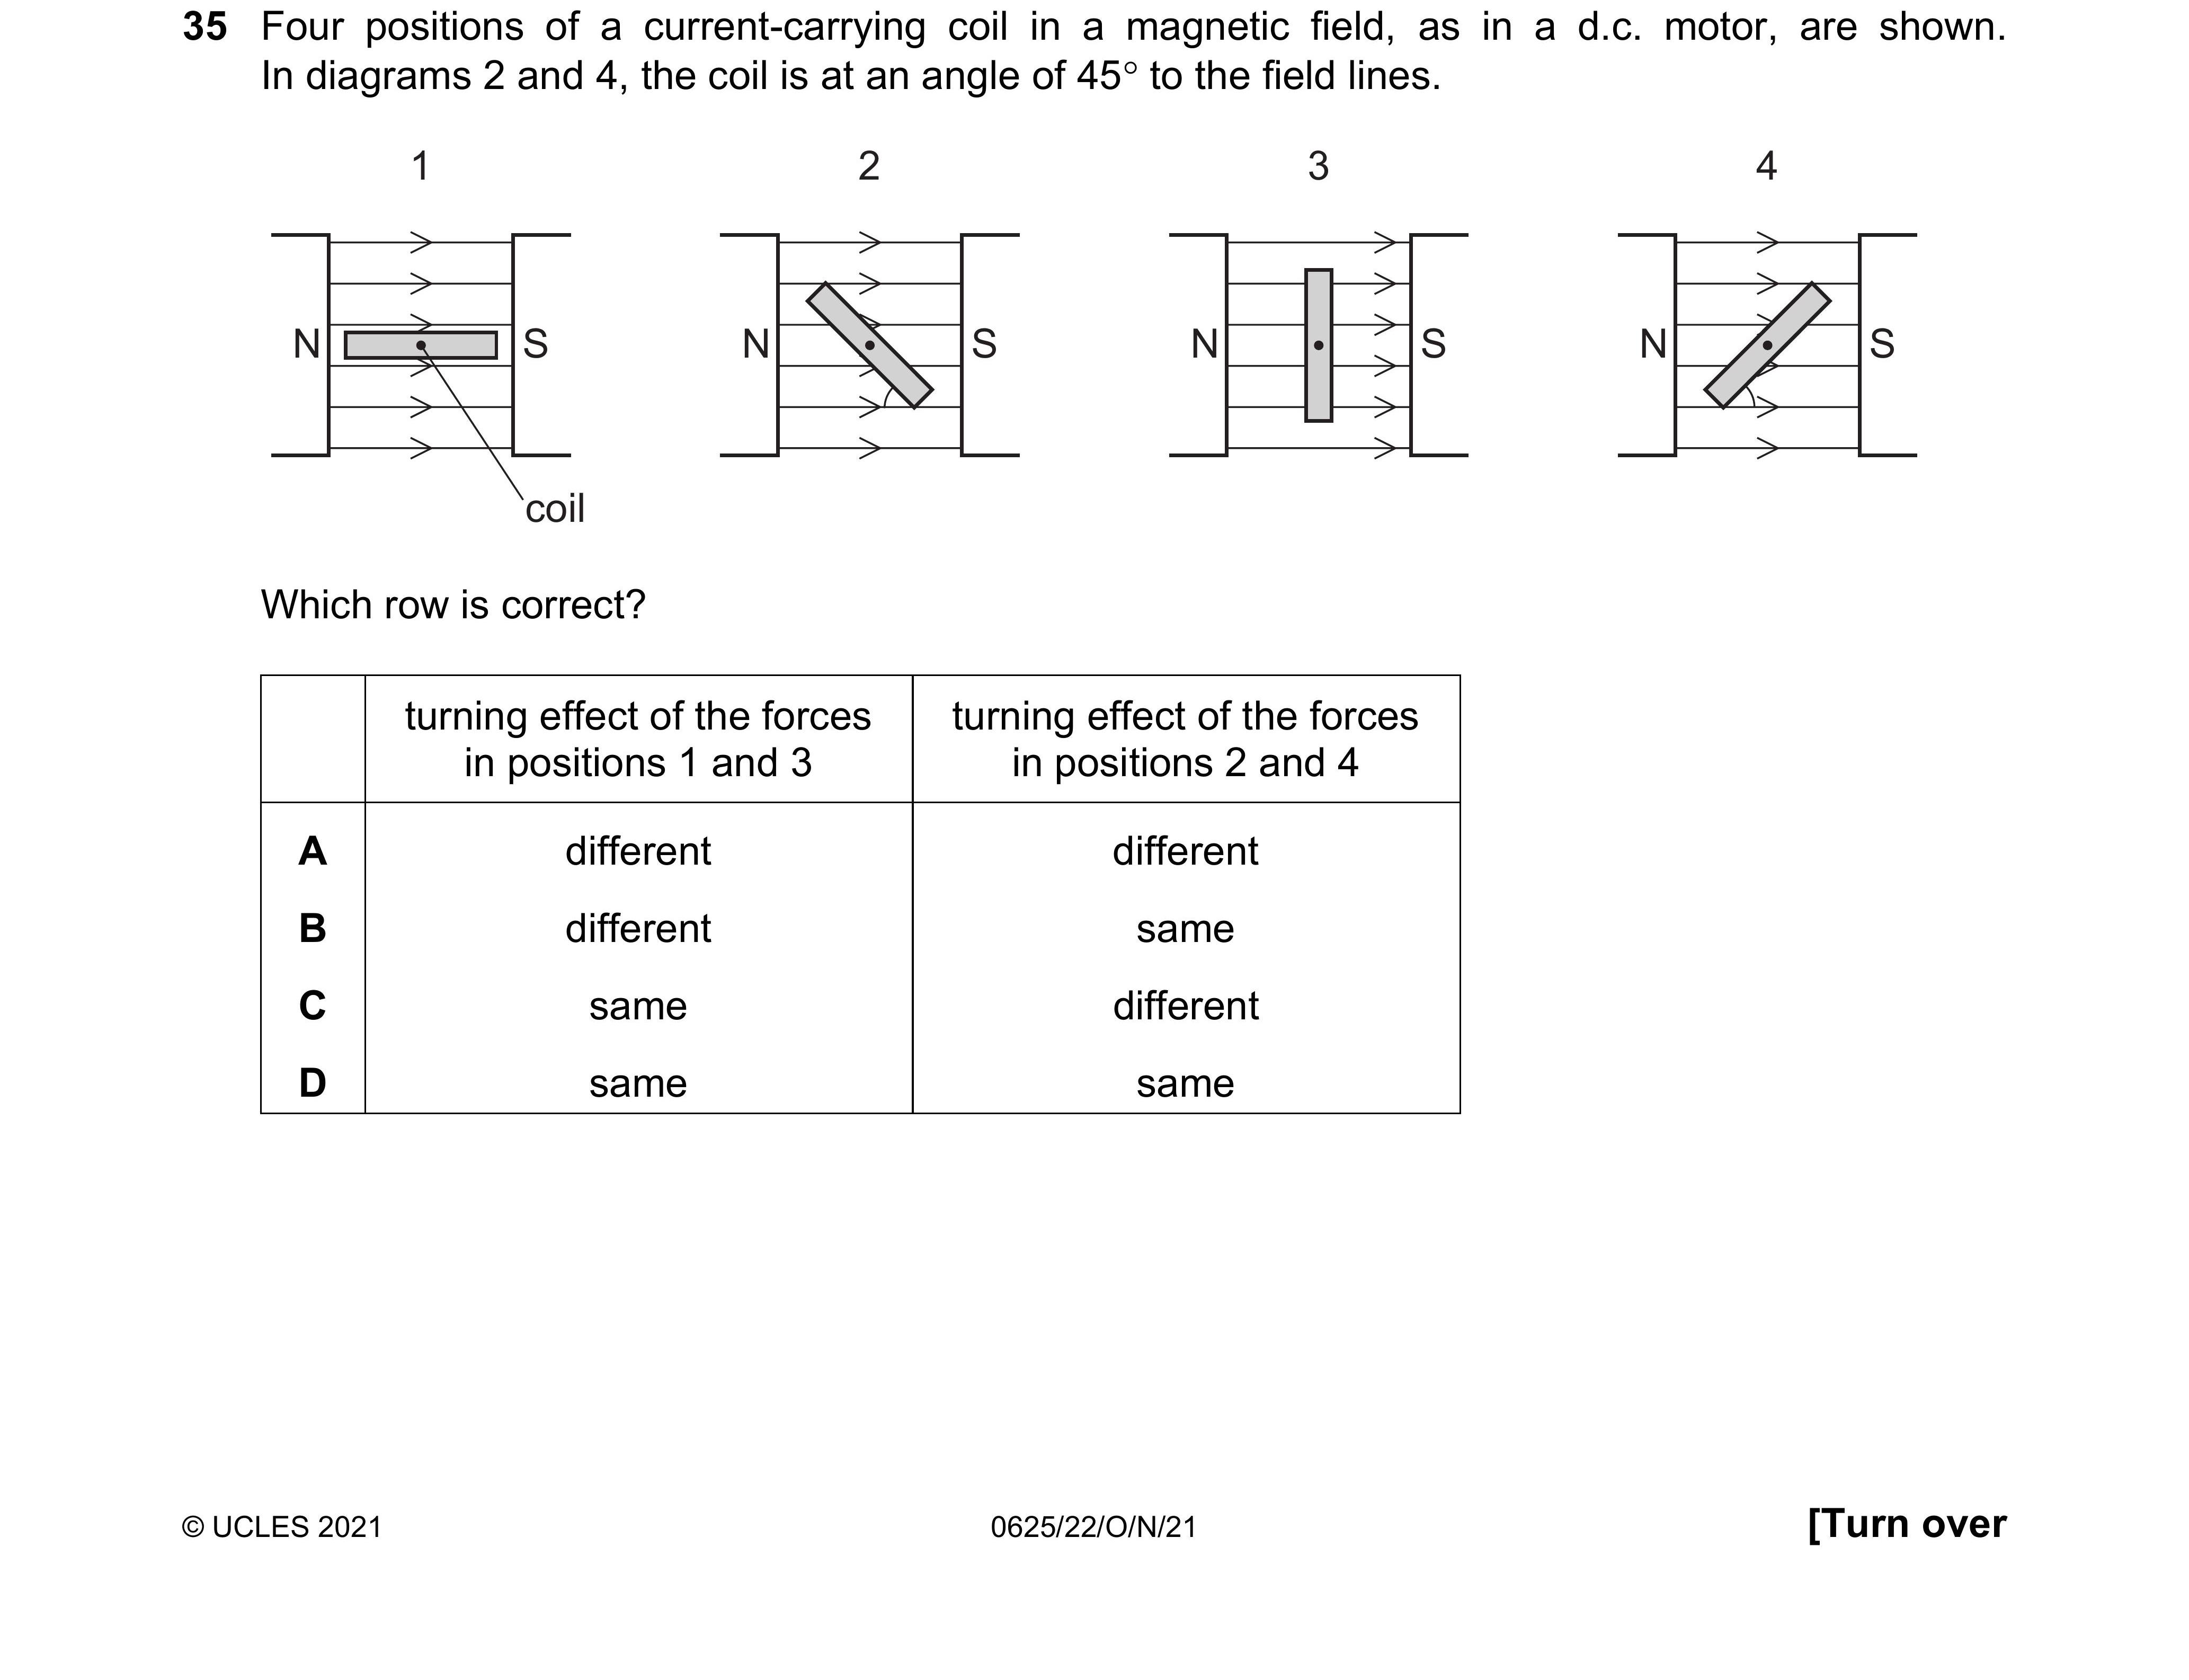 35 Four positions of a current-carrying coil in a magnetic field, as in a d.c. motor, are shown.
In diagrams 2 and 4, the coil is at an angle of 45° to the field lines.
1 2 3 4
N S N S N S N S
coil
Which row is correct?
turning effect of the forces in positions 1 and 3
turning effect of the forces in positions 2 and 4
A different different
B different same
C same different
D same same
© UCLES 2021 0625/22/O/N/21 [Turn over